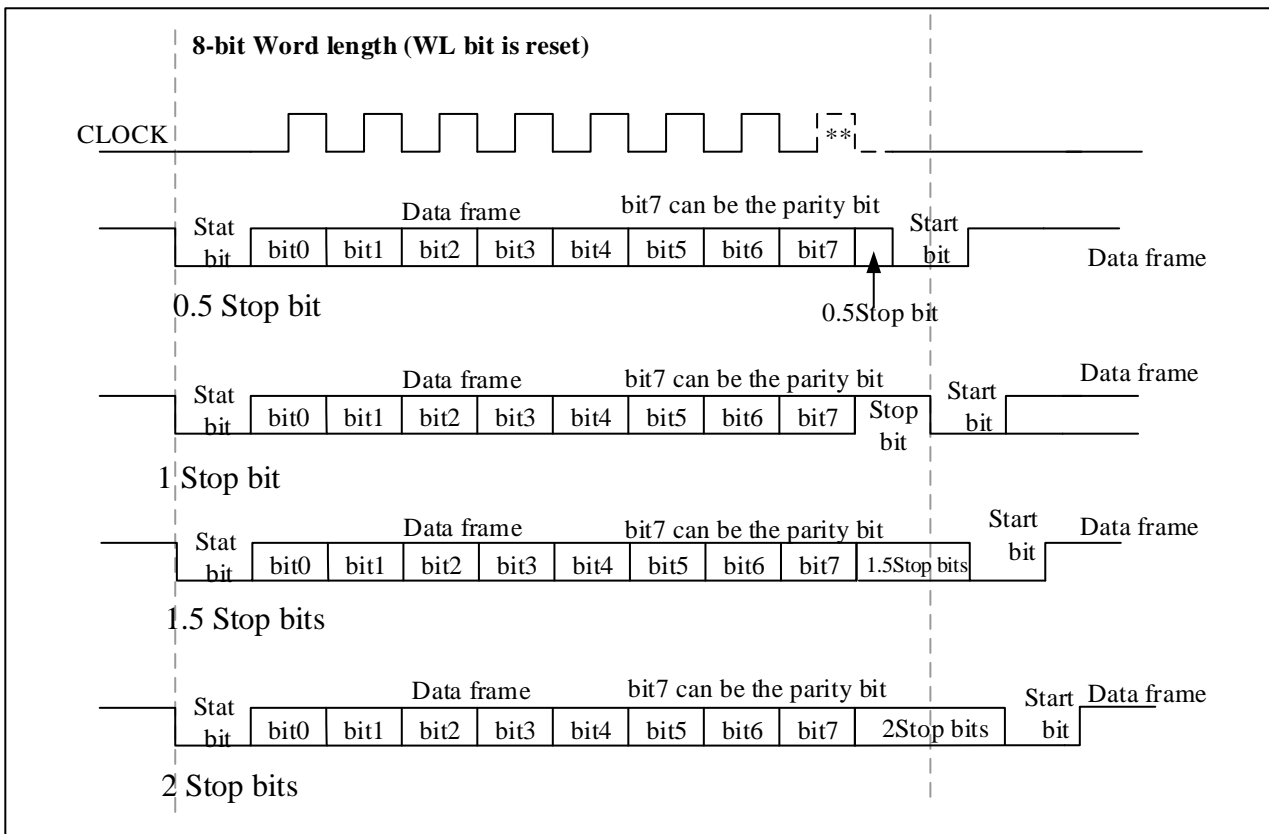 8-bit Word length (WL bit is reset)
CLOCK
**
Data frame
bit7 can be the parity bit
Stat
bit
bit0 bit1 bit2 bit3 bit4 bit5 bit6 bit7
Start
bit
Data frame
0.5 Stop bit
0.5Stop bit
Data frame
bit7 can be the parity bit
Data frame
Stat
bit
bit0 bit1 bit2 bit3 bit4 bit5 bit6 bit7
Stop
bit
Start
bit
1 Stop bit
Data frame
bit7 can be the parity bit
Start
bit
Data frame
Stat
bit
bit0 bit1 bit2 bit3 bit4 bit5 bit6 bit7
1.5Stop bits
1.5 Stop bits
Data frame
bit7 can be the parity bit
Start
bit
Data frame
Stat
bit
bit0 bit1 bit2 bit3 bit4 bit5 bit6 bit7
2Stop bits
2 Stop bits